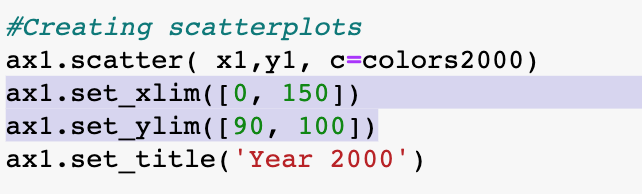 #Creating scatterplots
ax1.scatter( x1,y1, c=colors2000)
ax1.set_xlim([0, 150])
ax1.set_ylim([90, 100])
ax1.set_title('Year 2000')